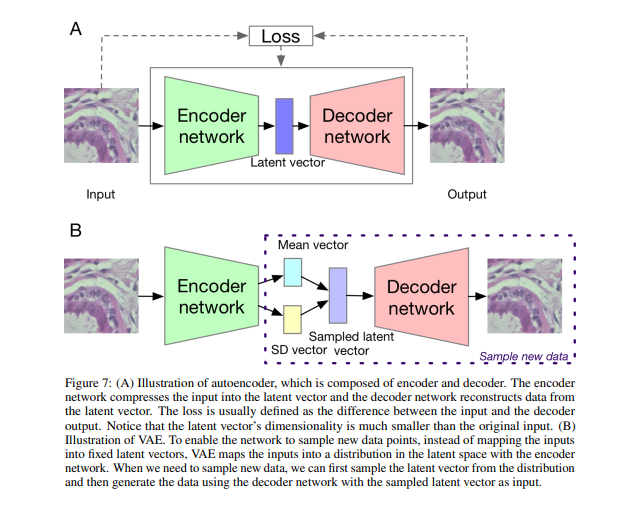 A
Loss
Encoder
network
Decoder
network
Latent vector
Input
Output
B
Mean vector
Encoder
network
Decoder
network
SD vector
Sampled latent
vector
Sample new data
Figure 7: (A) Illustration of autoencoder, which is composed of encoder and decoder. The encoder
network compresses the input into the latent vector and the decoder network reconstructs data from
the latent vector. The loss is usually defined as the difference between the input and the decoder
output. Notice that the latent vector's dimensionality is much smaller than the original input. (B)
Illustration of VAE. To enable the network to sample new data points, instead of mapping the inputs
into fixed latent vectors, VAE maps the inputs into a distribution in the latent space with the encoder
network. When we need to sample new data, we can first sample the latent vector from the distribution
and then generate the data using the decoder network with the sampled latent vector as input.